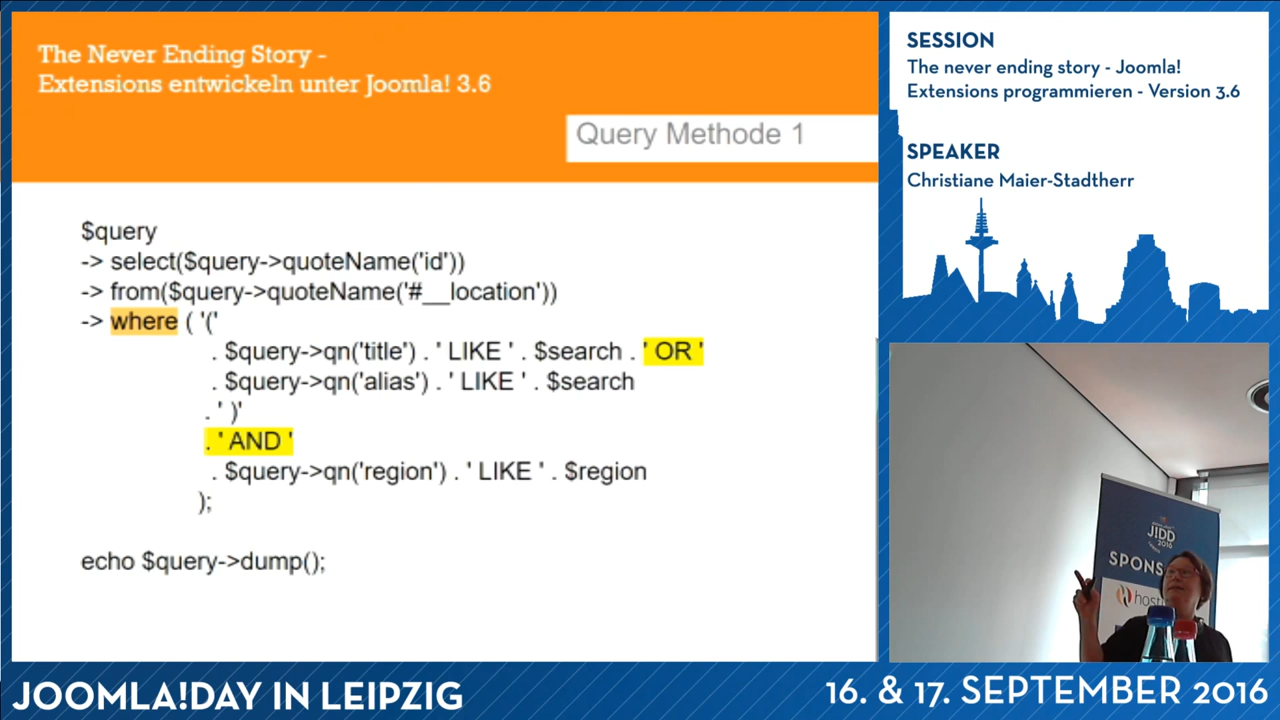 The Never Ending Story -
Extensions entwickeln unter Joomla! 3.6
Query Methode 1
$query
-> select($query->quoteName('id'))
-> from($query->quoteName('#__location'))
-> where ( '('
. $query->qn('title') . ' LIKE ' . $search . ' OR '
. $query->qn('alias') . ' LIKE ' . $search
. ' )'
. ' AND '
. $query->qn('region') . ' LIKE ' . $region
);
echo $query->dump();
SESSION
The never ending story - Joomla!
Extensions programmieren - Version 3.6
SPEAKER
Christiane Maier-Stadtherr
J!DD
2016
SPONS
host
JOOMLA!DAY IN LEIPZIG
16. & 17. SEPTEMBER 2016